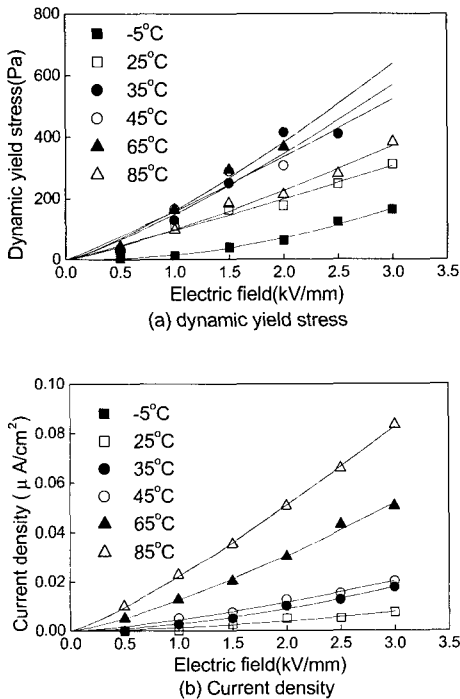 800
600
400
200
0
Dynamic yield stress(Pa)
-5°C
25°C
35°C
45°C
65°C
85°C
0.0 0.5 1.0 1.5 2.0 2.5 3.0
Electric field(kV/mm)
(a) dynamic yield stress
0.10
0.08
0.06
0.04
0.02
0.00
Current density ( μ A/cm²)
-5°C
25°C
35°C
45°C
65°C
85°C
0.0 0.5 1.0 1.5 2.0 2.5 3.0
Electric field(kV/mm)
(b) Current density